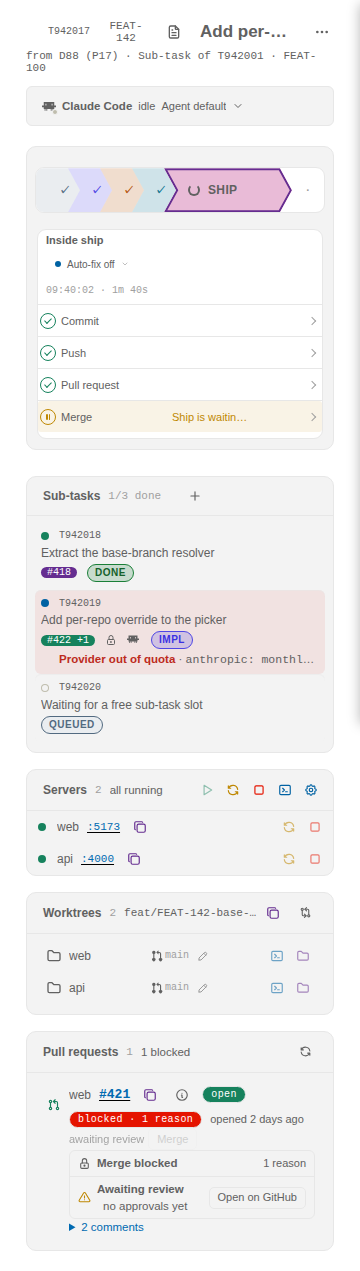 T942017 FEAT-142 Add per-…
from D88 (P17) · Sub-task of T942001 · FEAT-100
Claude Code idle Agent default
SHIP
Inside ship
Auto-fix off
09:40:02 · 1m 40s
Commit
Push
Pull request
Merge Ship is waitin…
Sub-tasks 1/3 done
T942018
Extract the base-branch resolver
#418 DONE
T942019
Add per-repo override to the picker
#422 +1 IMPL
Provider out of quota · anthropic: monthl…
T942020
Waiting for a free sub-task slot
QUEUED
Servers 2 all running
web :5173
api :4000
Worktrees 2 feat/FEAT-142-base-…
web main
api main
Pull requests 1 1 blocked
web #421 open
blocked · 1 reason opened 2 days ago
awaiting review Merge
Merge blocked 1 reason
Awaiting review
no approvals yet
Open on GitHub
2 comments